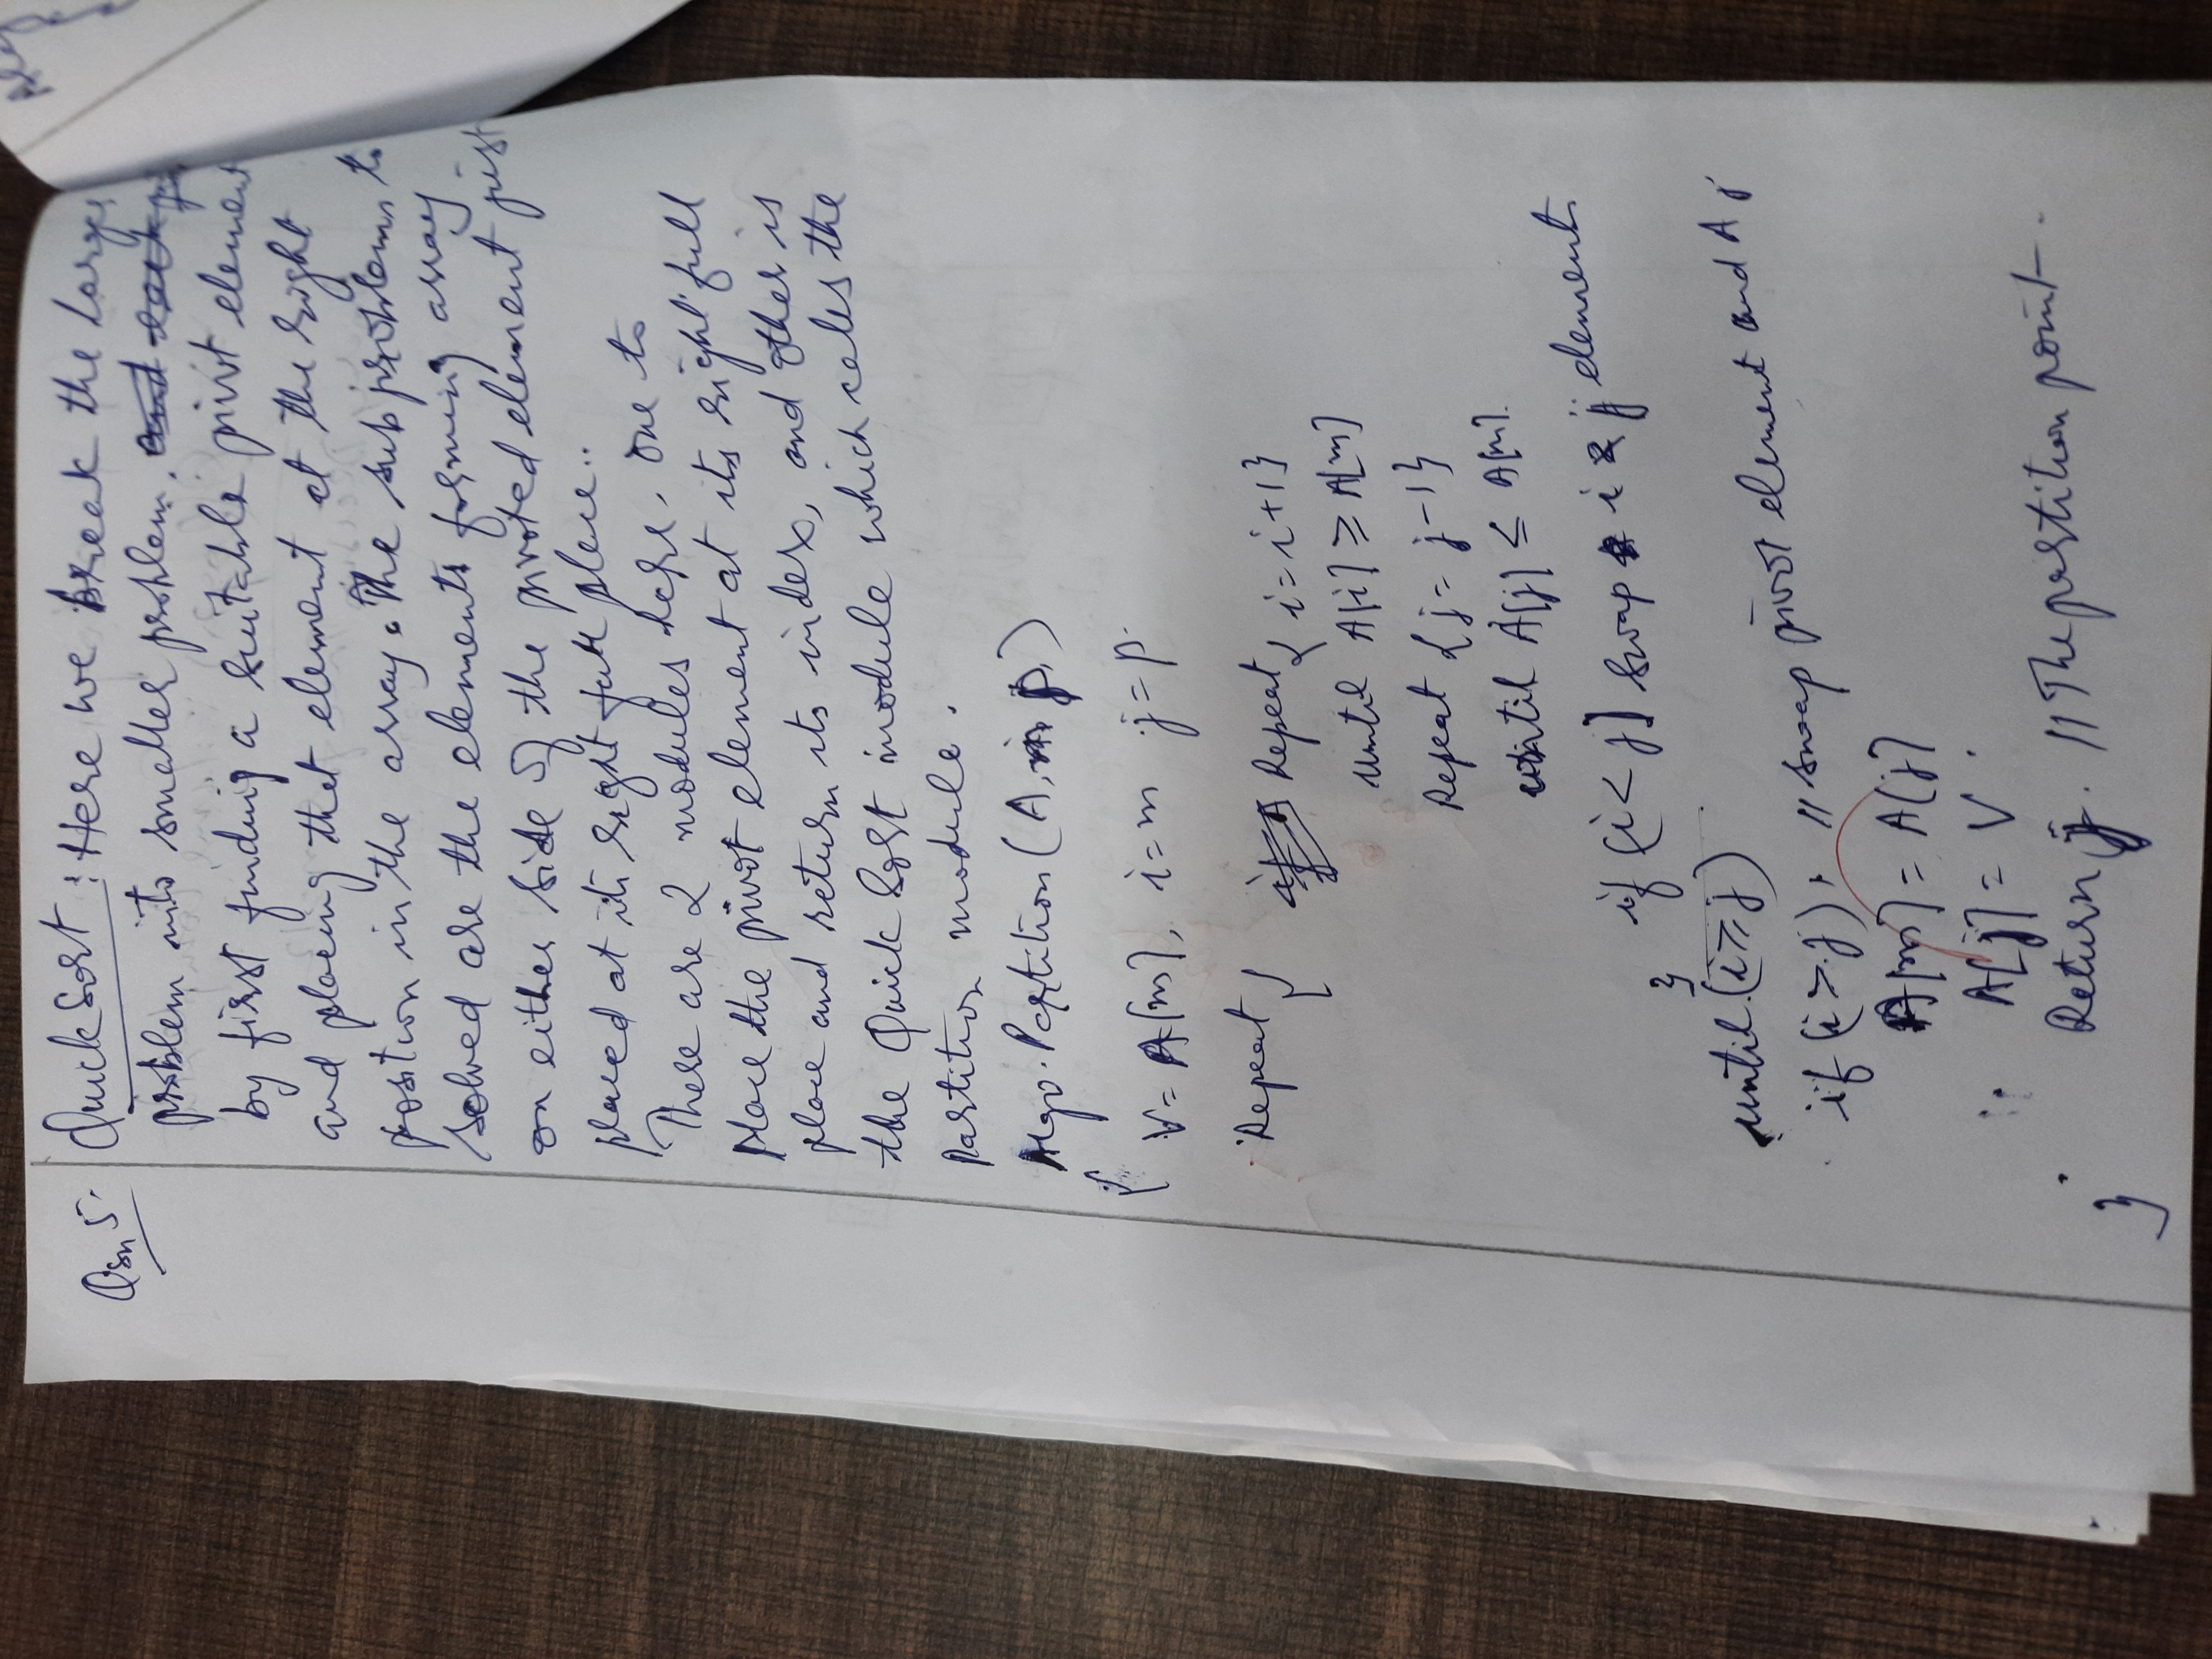 Qsn 5.
Quick Sort : Here we break the large
problem into smaller problem.
by first finding a suitable pivot element
and placing that element at the right
position in the array. The subproblems to
solved are the elements forming array
on either side of the pivoted element just
placed at its right full place..
There are 2 modules here. One to
place the pivot element at its right full
place and return its index, and other is
the Quick Sort module which calls the
Partition module.
Algo. Partition (A, m, p,)
{
V = A[m], i = m j = p.
Repeat { Repeat { i = i + 1 }
until A[i] ≥ A[m]
Repeat { j = j - 1 }
until A[j] ≤ A[m].
if (i < j] swap i & j elements
}
until (i ≥ j)
if (i > j), // swap pivot element and A j
A[m] = A[j]
A[j] = V.
Return j. // The partition point.
}